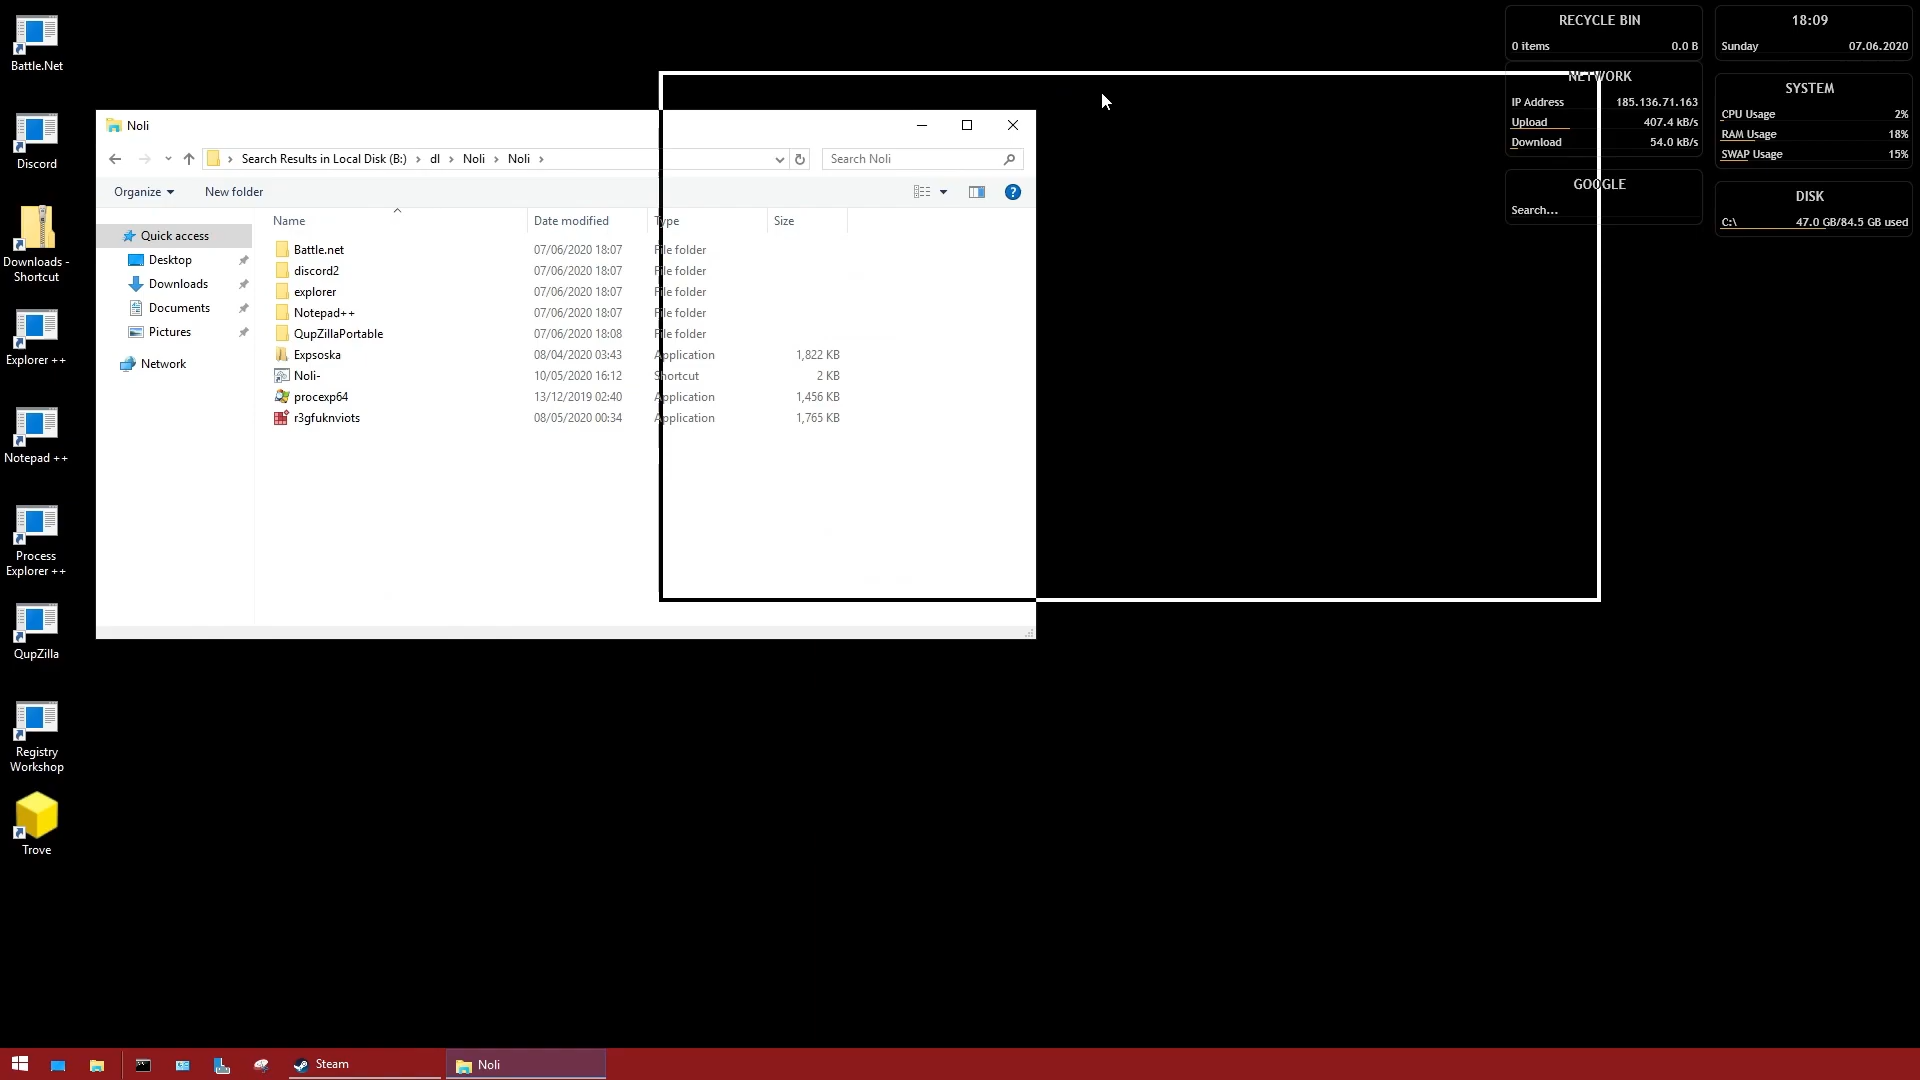 Battle.Net
Discord
Downloads -
Shortcut
Explorer ++
Notepad ++
Process
Explorer ++
QupZilla
Registry
Workshop
Trove
Noli
Search Results in Local Disk (B:) dl Noli Noli
Search Noli
Organize
New folder
Quick access
Desktop
Downloads
Documents
Pictures
Network
Name Date modified Type Size
Battle.net 07/06/2020 18:07 File folder
discord2 07/06/2020 18:07 File folder
explorer 07/06/2020 18:07 File folder
Notepad++ 07/06/2020 18:07 File folder
QupZillaPortable 07/06/2020 18:08 File folder
Expsoska 08/04/2020 03:43 Application 1,822 KB
Noli- 10/05/2020 16:12 Shortcut 2 KB
procexp64 13/12/2019 02:40 Application 1,456 KB
r3gfuknviots 08/05/2020 00:34 Application 1,765 KB
RECYCLE BIN
0 items 0.0 B
NETWORK
IP Address 185.136.71.163
Upload 407.4 kB/s
Download 54.0 kB/s
GOOGLE
Search...
18:09
Sunday 07.06.2020
SYSTEM
CPU Usage 2%
RAM Usage 18%
SWAP Usage 15%
DISK
C:\ 47.0 GB/84.5 GB used
Steam
Noli